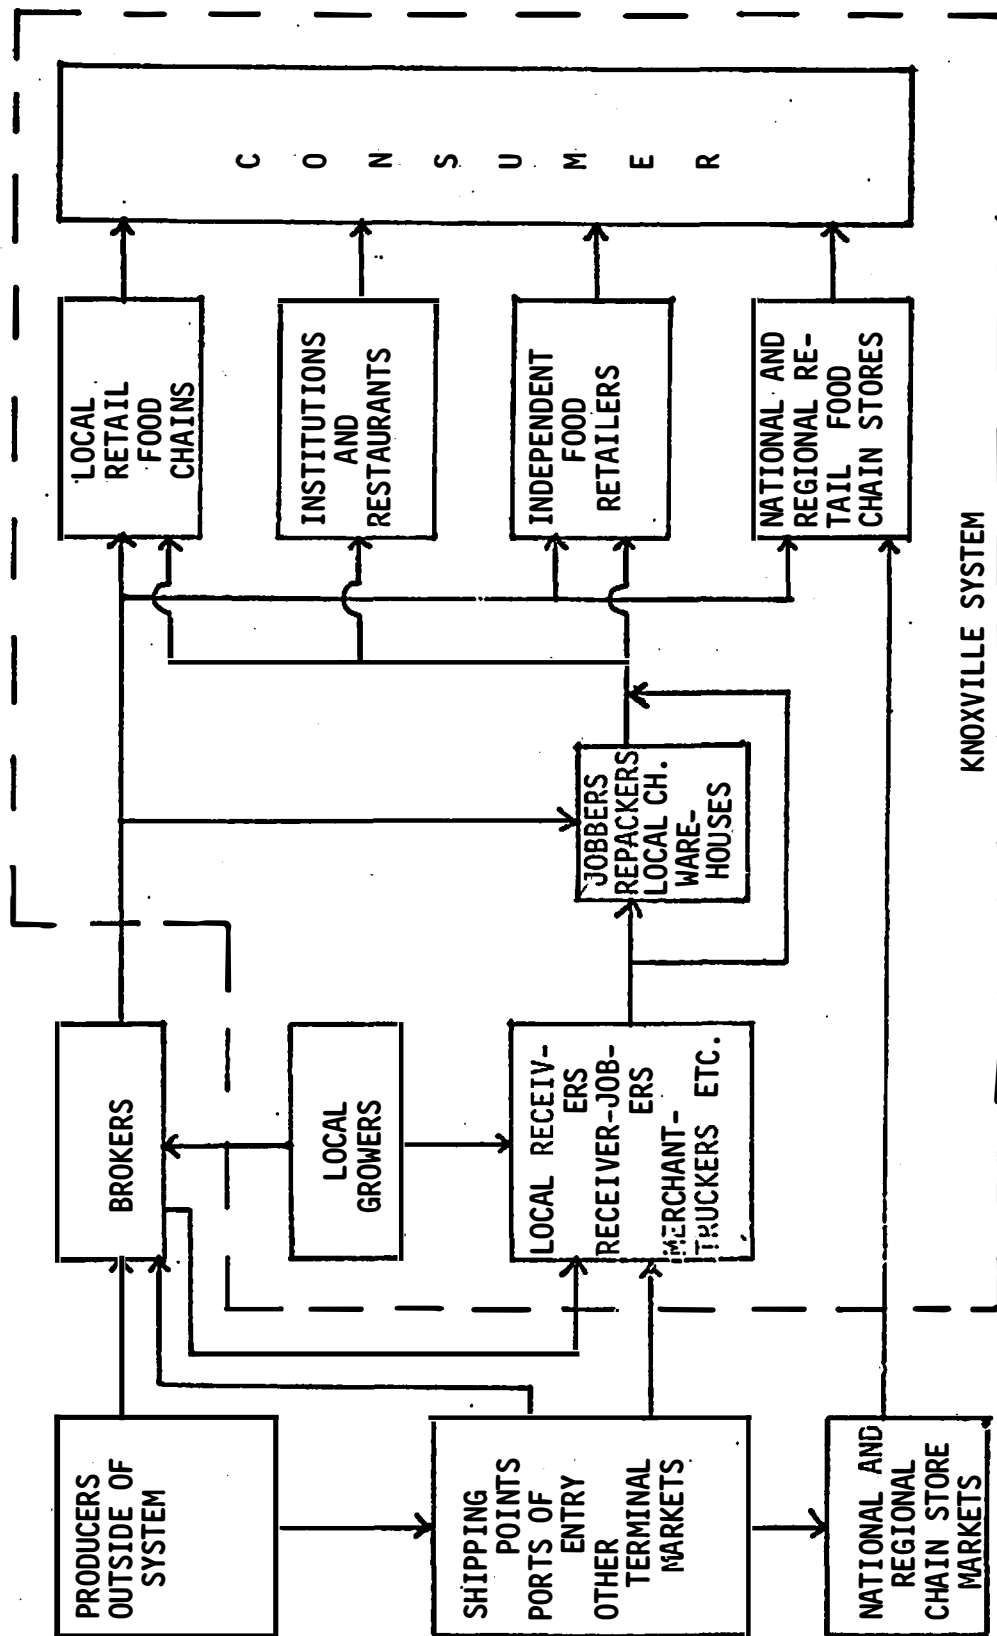 PRODUCERS
OUTSIDE OF
SYSTEM
SHIPPING
POINTS
PORTS OF
ENTRY
OTHER
TERMINAL
MARKETS
NATIONAL AND
REGIONAL
CHAIN STORE
MARKETS
BROKERS
LOCAL
GROWERS
LOCAL RECEIV-
ERS
RECEIVER-JOB-
ERS
MERCHANT-
TRUCKERS ETC.
JOBBERS
REPACKERS
LOCAL CH.
WARE-
HOUSES
LOCAL
RETAIL
FOOD
CHAINS
INSTITUTIONS
AND
RESTAURANTS
INDEPENDENT
FOOD
RETAILERS
NATIONAL AND
REGIONAL RE-
TAIL FOOD
CHAIN STORES
CONSUMER
KNOXVILLE SYSTEM